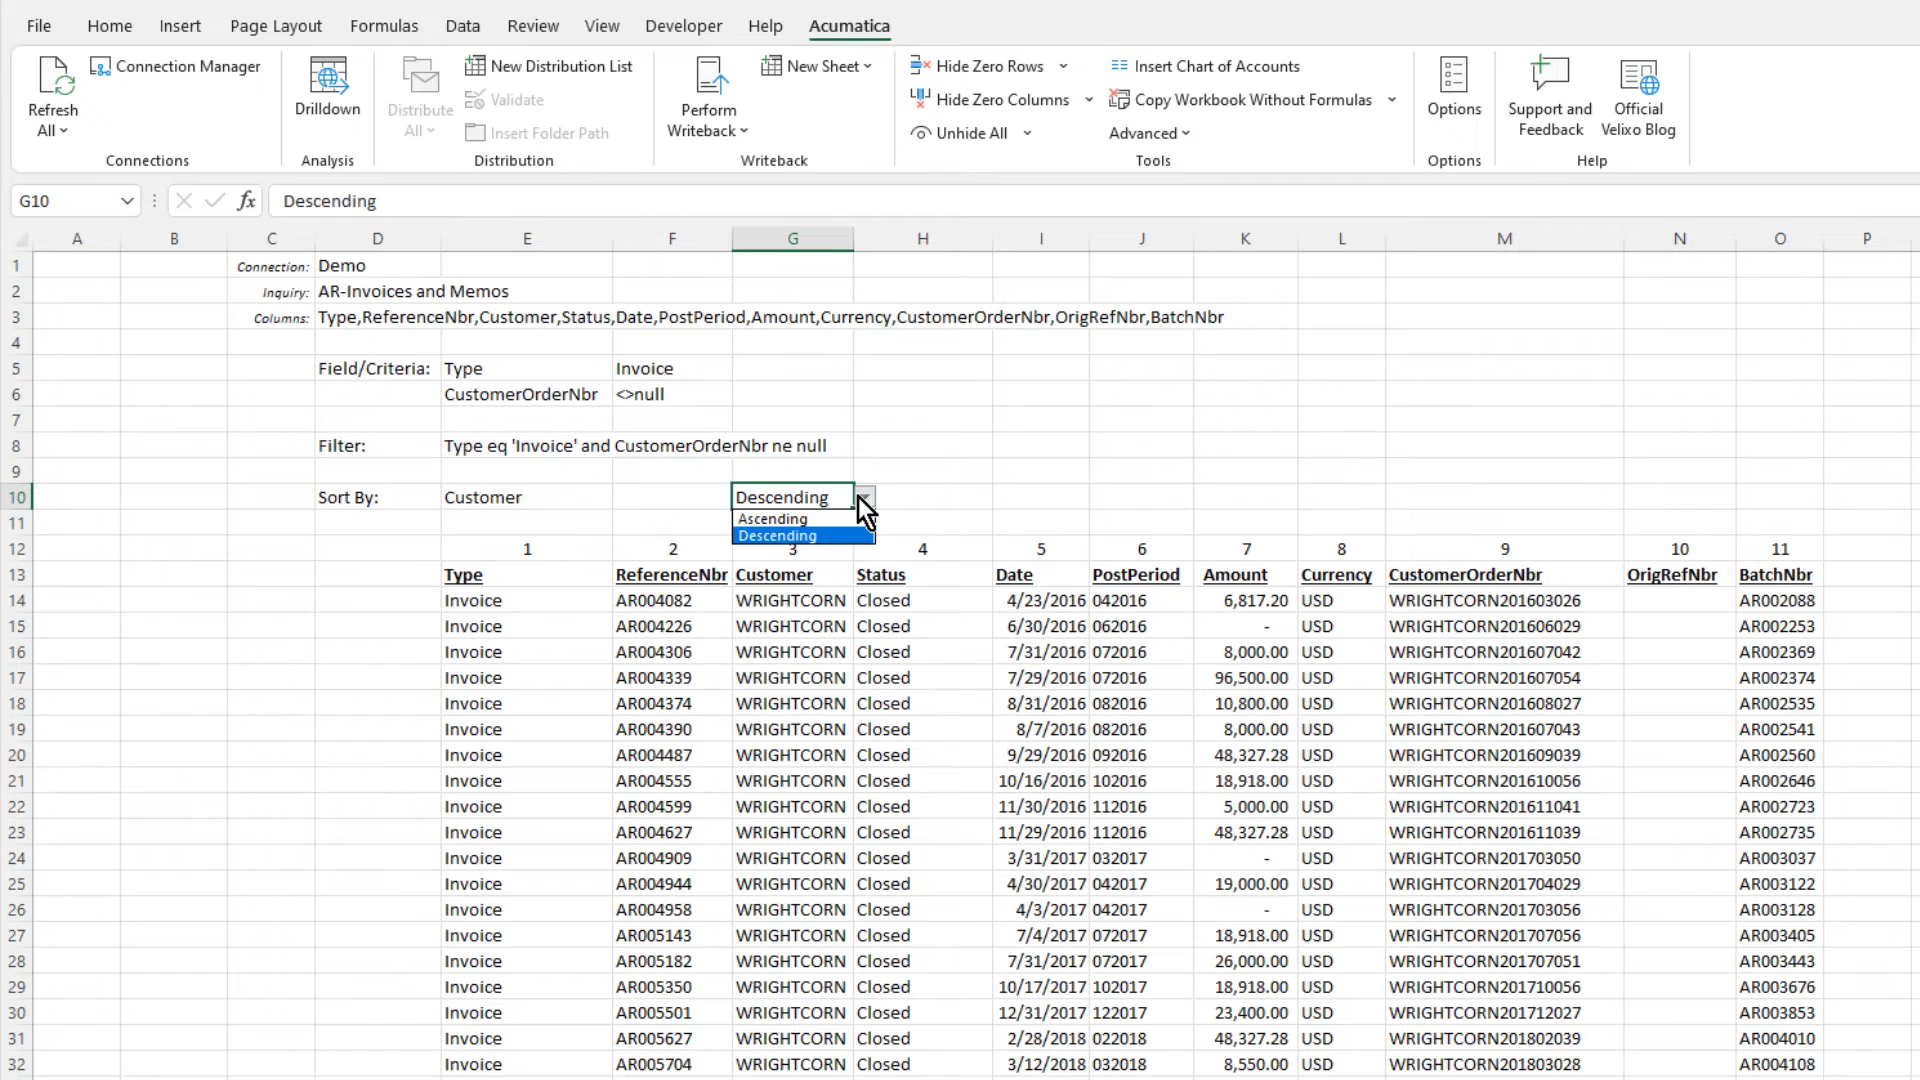 File Home Insert Page Layout Formulas Data Review View Developer Help Acumatica
Connection Manager New Distribution List New Sheet Hide Zero Rows Insert Chart of Accounts
Refresh All Drilldown Distribute All Validate Perform Writeback Hide Zero Columns Copy Workbook Without Formulas Options Support and Feedback Official Velixo Blog
Insert Folder Path Unhide All Advanced
Connections Analysis Distribution Writeback Tools Options Help
G10 fx Descending
A B C D E F G H I J K L M N O P
1 Connection: Demo
2 Inquiry: AR-Invoices and Memos
3 Columns: Type,ReferenceNbr,Customer,Status,Date,PostPeriod,Amount,Currency,CustomerOrderNbr,OrigRefNbr,BatchNbr
4
5 Field/Criteria: Type Invoice
6 CustomerOrderNbr <>null
7
8 Filter: Type eq 'Invoice' and CustomerOrderNbr ne null
9
10 Sort By: Customer Descending
Ascending
11 Descending
12 1 2 3 4 5 6 7 8 9 10 11
13 Type ReferenceNbr Customer Status Date PostPeriod Amount Currency CustomerOrderNbr OrigRefNbr BatchNbr
14 Invoice AR004082 WRIGHTCORN Closed 4/23/2016 042016 6,817.20 USD WRIGHTCORN201603026 AR002088
15 Invoice AR004226 WRIGHTCORN Closed 6/30/2016 062016 - USD WRIGHTCORN201606029 AR002253
16 Invoice AR004306 WRIGHTCORN Closed 7/31/2016 072016 8,000.00 USD WRIGHTCORN201607042 AR002369
17 Invoice AR004339 WRIGHTCORN Closed 7/29/2016 072016 96,500.00 USD WRIGHTCORN201607054 AR002374
18 Invoice AR004374 WRIGHTCORN Closed 8/31/2016 082016 10,800.00 USD WRIGHTCORN201608027 AR002535
19 Invoice AR004390 WRIGHTCORN Closed 8/7/2016 082016 8,000.00 USD WRIGHTCORN201607043 AR002541
20 Invoice AR004487 WRIGHTCORN Closed 9/29/2016 092016 48,327.28 USD WRIGHTCORN201609039 AR002560
21 Invoice AR004555 WRIGHTCORN Closed 10/16/2016 102016 18,918.00 USD WRIGHTCORN201610056 AR002646
22 Invoice AR004599 WRIGHTCORN Closed 11/30/2016 112016 5,000.00 USD WRIGHTCORN201611041 AR002723
23 Invoice AR004627 WRIGHTCORN Closed 11/29/2016 112016 48,327.28 USD WRIGHTCORN201611039 AR002735
24 Invoice AR004909 WRIGHTCORN Closed 3/31/2017 032017 - USD WRIGHTCORN201703050 AR003037
25 Invoice AR004944 WRIGHTCORN Closed 4/30/2017 042017 19,000.00 USD WRIGHTCORN201704029 AR003122
26 Invoice AR004958 WRIGHTCORN Closed 4/3/2017 042017 - USD WRIGHTCORN201703056 AR003128
27 Invoice AR005143 WRIGHTCORN Closed 7/4/2017 072017 18,918.00 USD WRIGHTCORN201707056 AR003405
28 Invoice AR005182 WRIGHTCORN Closed 7/31/2017 072017 26,000.00 USD WRIGHTCORN201707051 AR003443
29 Invoice AR005350 WRIGHTCORN Closed 10/17/2017 102017 18,918.00 USD WRIGHTCORN201710056 AR003676
30 Invoice AR005501 WRIGHTCORN Closed 12/31/2017 122017 23,400.00 USD WRIGHTCORN201712027 AR003853
31 Invoice AR005627 WRIGHTCORN Closed 2/28/2018 022018 48,327.28 USD WRIGHTCORN201802039 AR004010
32 Invoice AR005704 WRIGHTCORN Closed 3/12/2018 032018 8,550.00 USD WRIGHTCORN201803028 AR004108